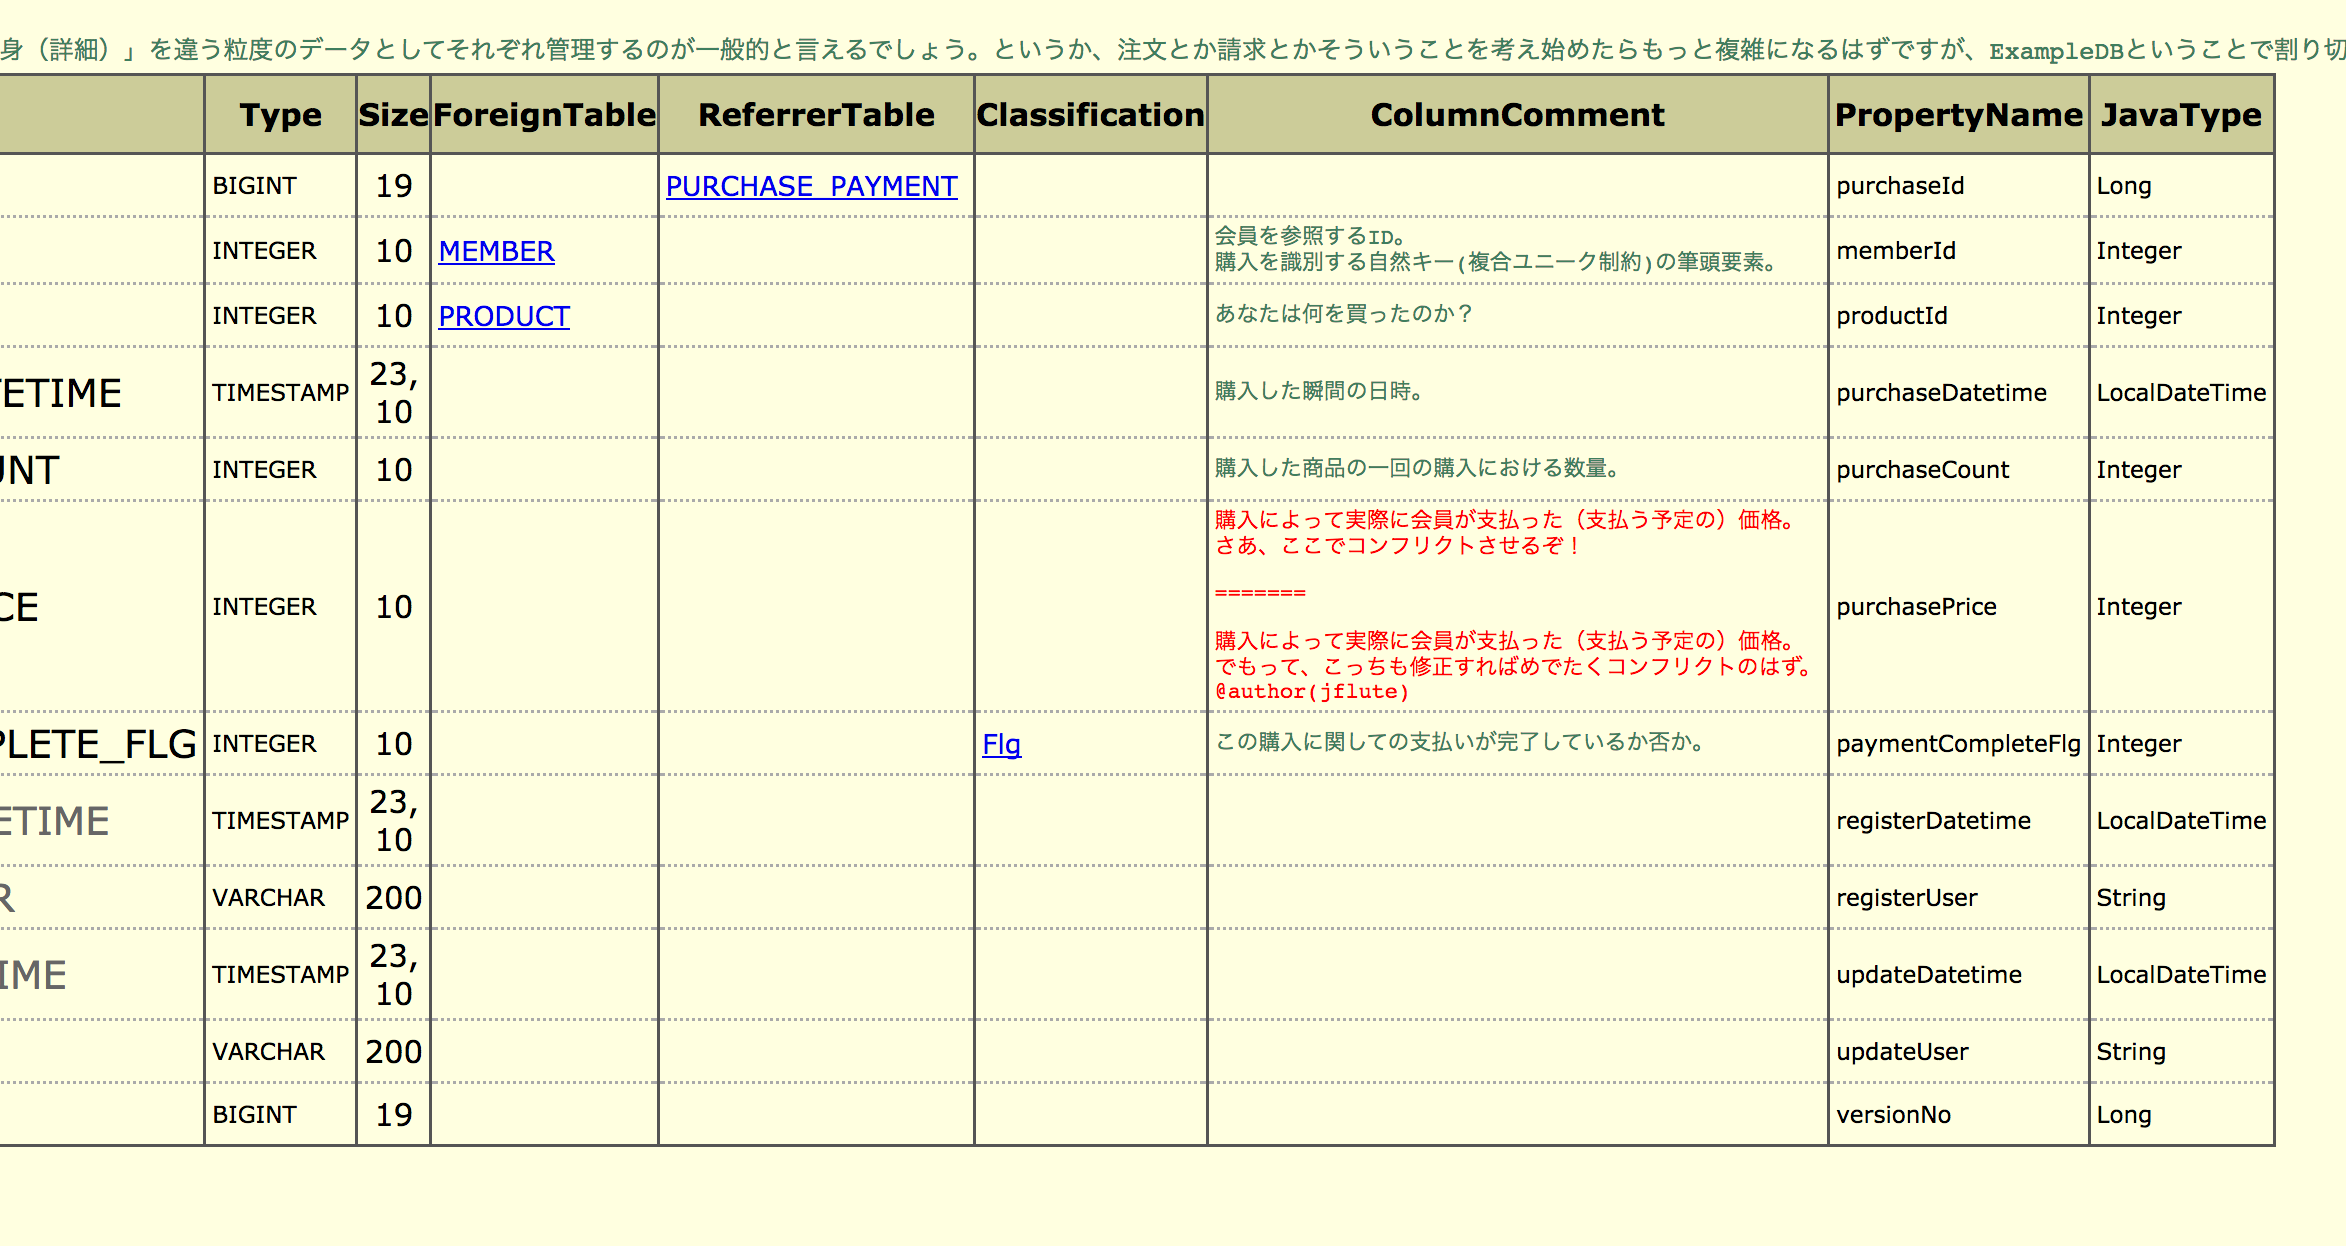 身（詳細）」を違う粒度のデータとしてそれぞれ管理するのが一般的と言えるでしょう。というか、注文とか請求とかそういうことを考え始めたらもっと複雑になるはずですが、ExampleDBということで割り切
Type Size ForeignTable ReferrerTable Classification ColumnComment PropertyName JavaType
BIGINT 19 PURCHASE_PAYMENT purchaseId Long
INTEGER 10 MEMBER 会員を参照するID。
購入を識別する自然キー(複合ユニーク制約)の筆頭要素。 memberId Integer
INTEGER 10 PRODUCT あなたは何を買ったのか？ productId Integer
ETIME TIMESTAMP 23,
10 購入した瞬間の日時。 purchaseDatetime LocalDateTime
UNT INTEGER 10 購入した商品の一回の購入における数量。 purchaseCount Integer
CE INTEGER 10 購入によって実際に会員が支払った（支払う予定の）価格。
さあ、ここでコンフリクトさせるぞ！
=======
購入によって実際に会員が支払った（支払う予定の）価格。
でもって、こっちも修正すればめでたくコンフリクトのはず。
@author(jflute) purchasePrice Integer
PLETE_FLG INTEGER 10 Flg この購入に関しての支払いが完了しているか否か。 paymentCompleteFlg Integer
ETIME TIMESTAMP 23,
10 registerDatetime LocalDateTime
R VARCHAR 200 registerUser String
IME TIMESTAMP 23,
10 updateDatetime LocalDateTime
VARCHAR 200 updateUser String
BIGINT 19 versionNo Long